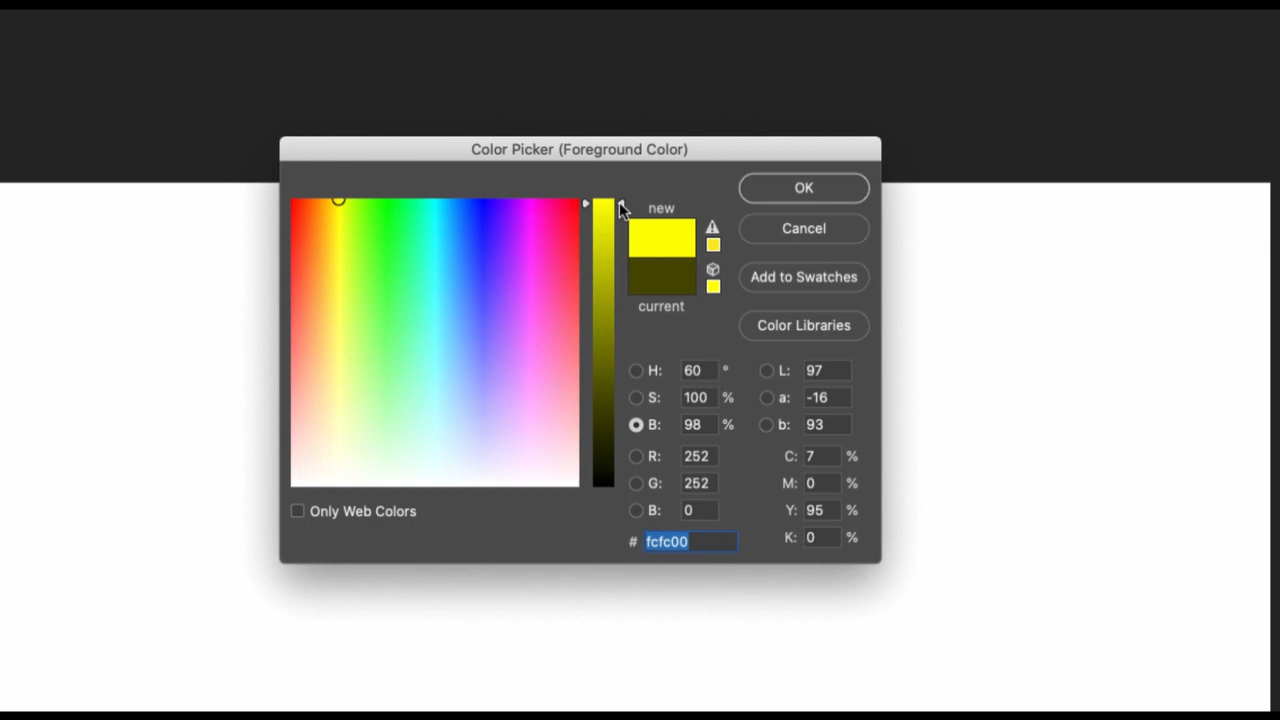 Color Picker (Foreground Color)
new
current
OK
Cancel
Add to Swatches
Color Libraries
H: 60 °
S: 100 %
B: 98 %
R: 252
G: 252
B: 0
# fcfc00
L: 97
a: -16
b: 93
C: 7 %
M: 0 %
Y: 95 %
K: 0 %
Only Web Colors